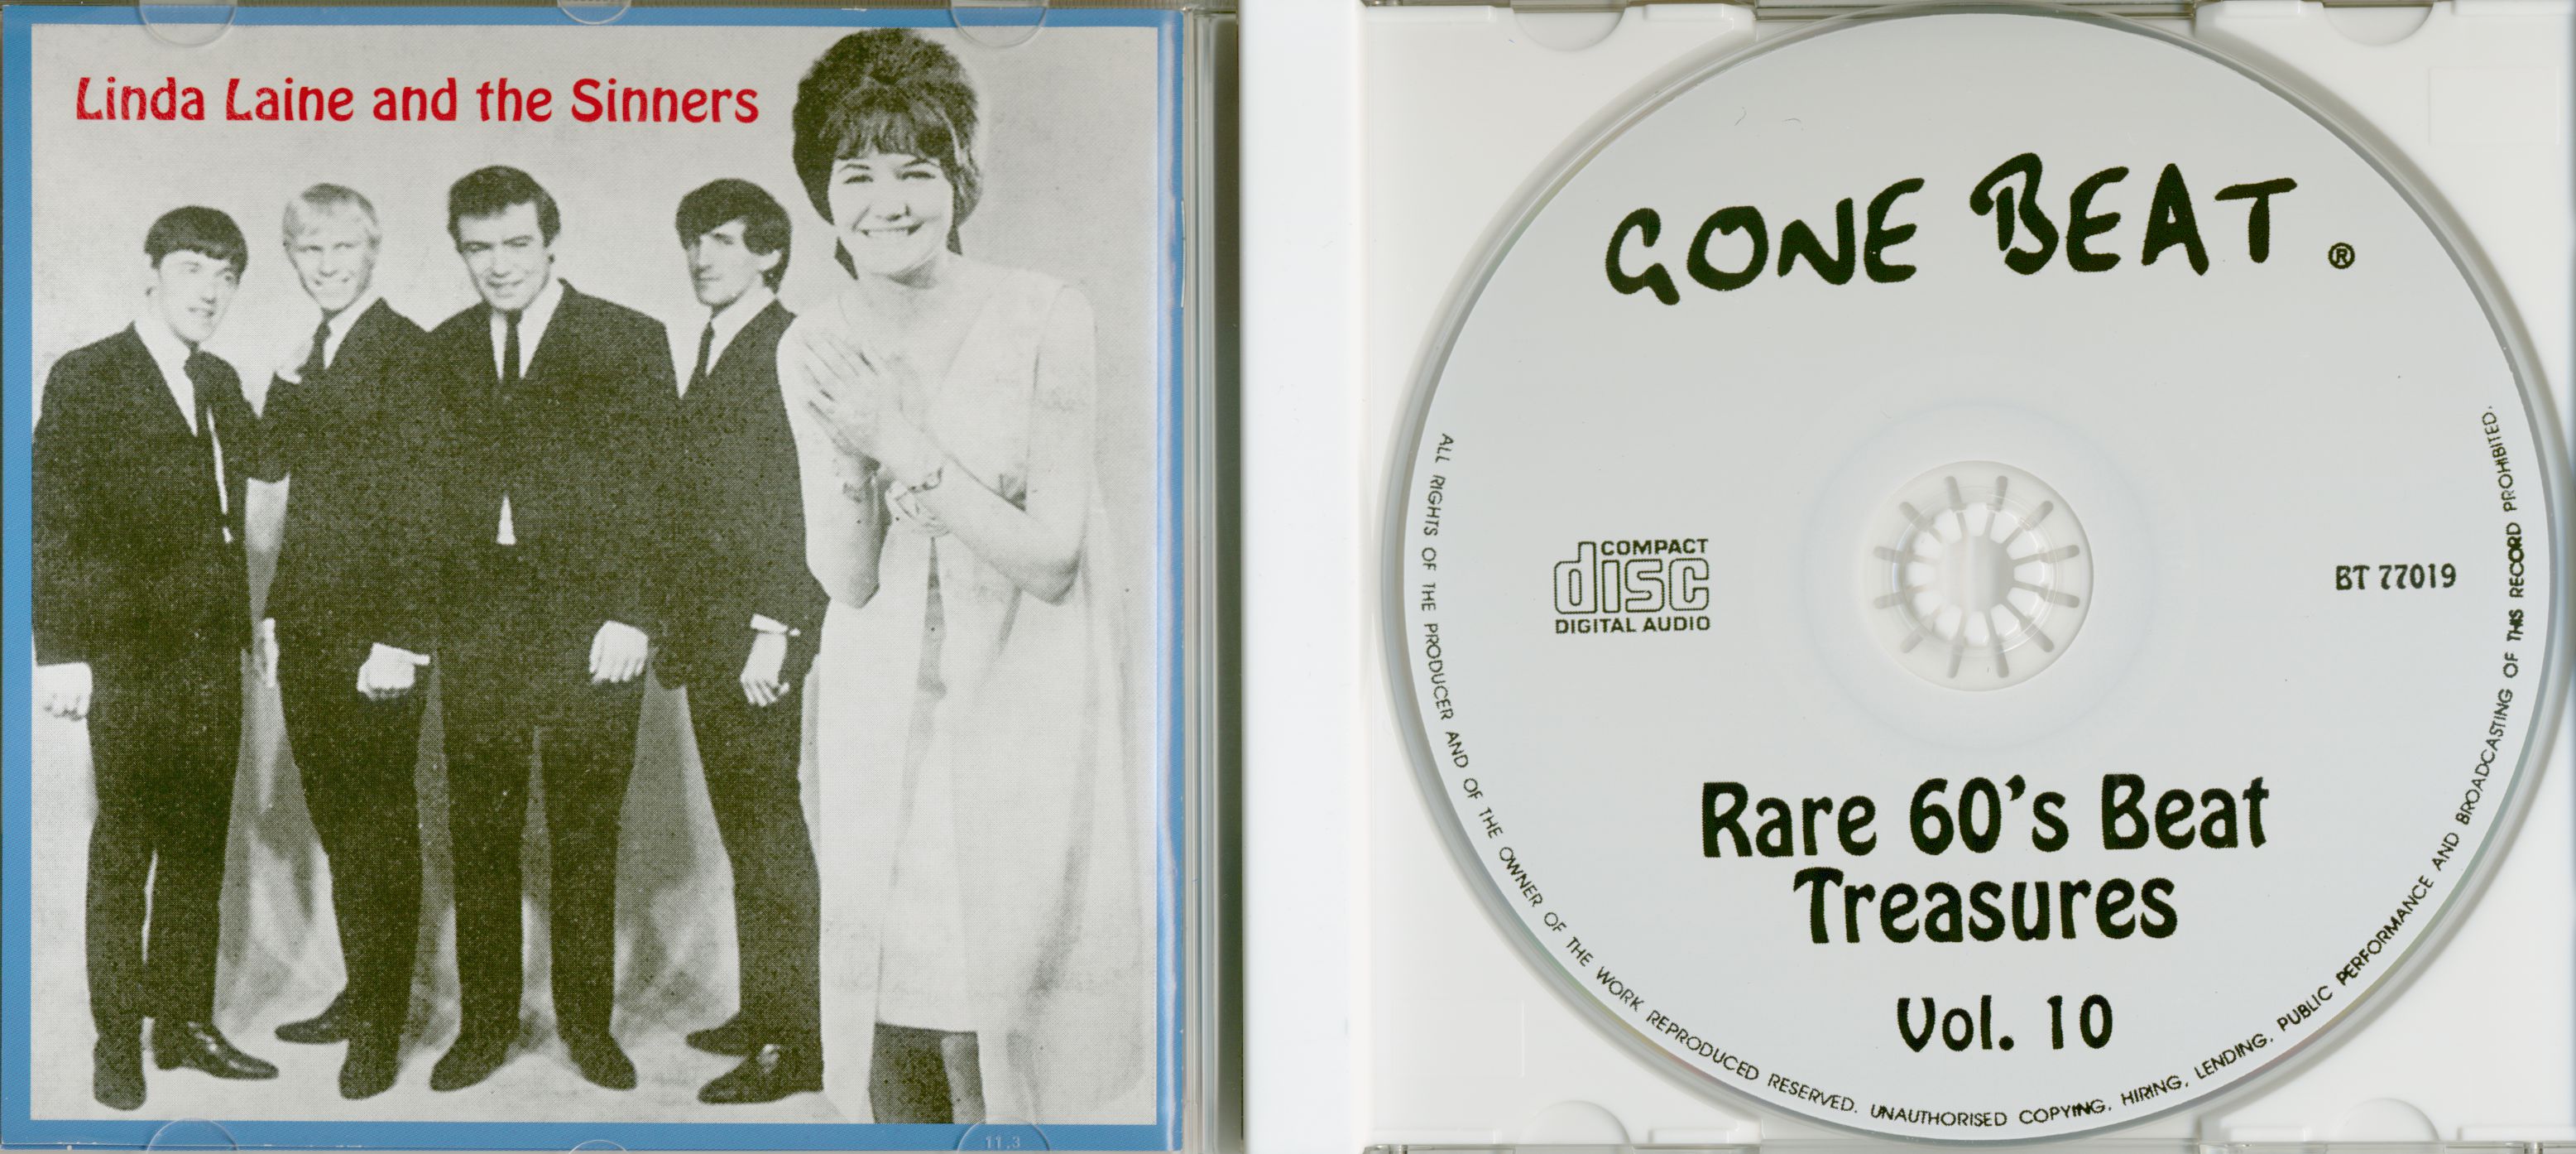 Linda Laine and the Sinners
11.3
GONE BEAT ®
COMPACT
disc
DIGITAL AUDIO
BT 77019
Rare 60's Beat
Treasures
Vol. 10
ALL RIGHTS OF THE PRODUCER AND OF THE OWNER OF THE WORK REPRODUCED RESERVED. UNAUTHORISED COPYING, HIRING, LENDING, PUBLIC PERFORMANCE AND BROADCASTING OF THIS RECORD PROHIBITED.